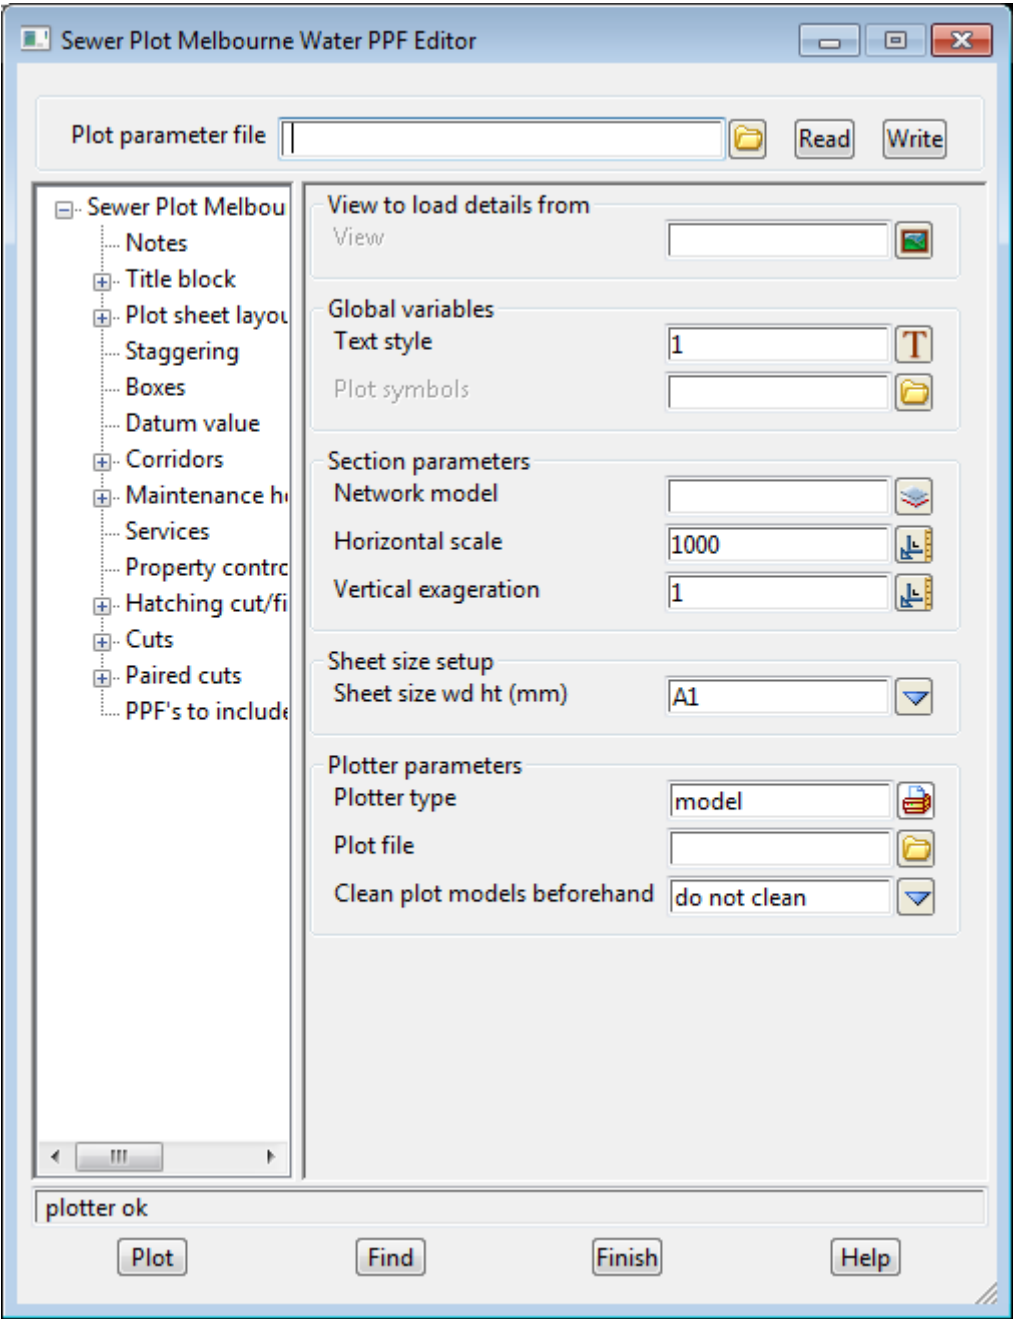 Sewer Plot Melbourne Water PPF Editor
Plot parameter file
Read
Write
Sewer Plot Melbou
Notes
Title block
Plot sheet layou
Staggering
Boxes
Datum value
Corridors
Maintenance h
Services
Property contro
Hatching cut/fi
Cuts
Paired cuts
PPF's to include
View to load details from
View
Global variables
Text style 1
Plot symbols
Section parameters
Network model
Horizontal scale 1000
Vertical exageration 1
Sheet size setup
Sheet size wd ht (mm) A1
Plotter parameters
Plotter type model
Plot file
Clean plot models beforehand do not clean
plotter ok
Plot Find Finish Help